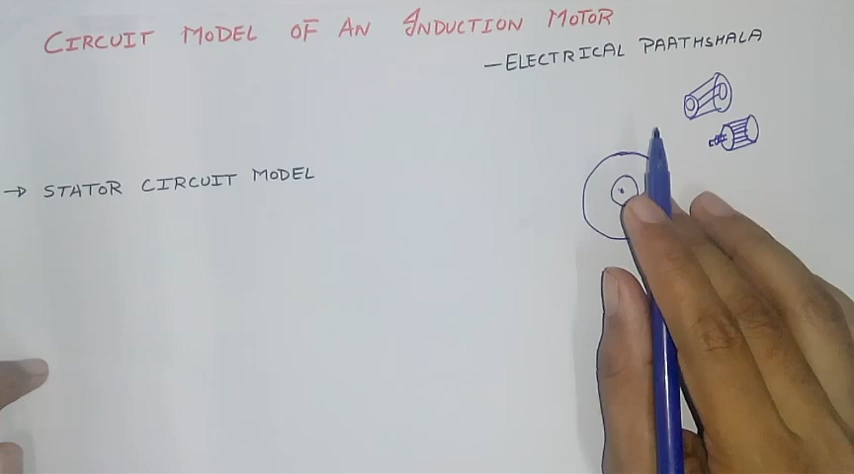 CIRCUIT MODEL OF AN INDUCTION MOTOR
— ELECTRICAL PAATHSHALA
→ STATOR CIRCUIT MODEL